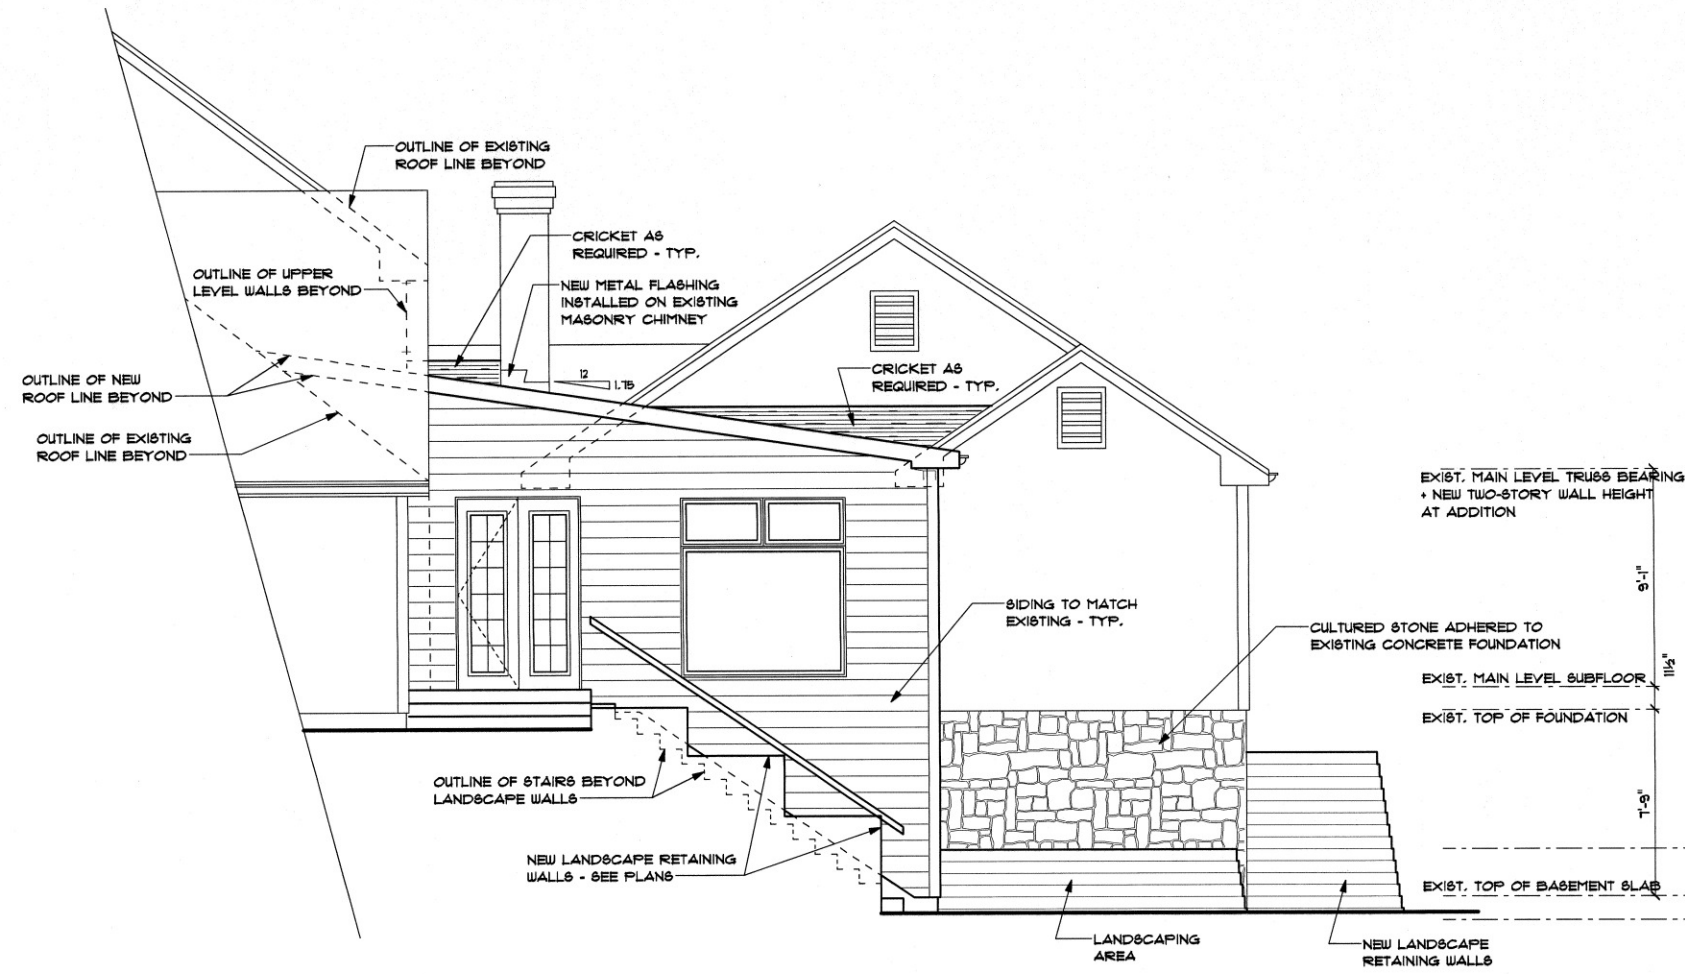 OUTLINE OF EXISTING
ROOF LINE BEYOND
CRICKET AS
REQUIRED - TYP.
OUTLINE OF UPPER
LEVEL WALLS BEYOND
NEW METAL FLASHING
INSTALLED ON EXISTING
MASONRY CHIMNEY
12
1.75
CRICKET AS
REQUIRED - TYP.
OUTLINE OF NEW
ROOF LINE BEYOND
OUTLINE OF EXISTING
ROOF LINE BEYOND
EXIST. MAIN LEVEL TRUSS BEARING
+ NEW TWO-STORY WALL HEIGHT
AT ADDITION
9'-1"
SIDING TO MATCH
EXISTING - TYP.
CULTURED STONE ADHERED TO
EXISTING CONCRETE FOUNDATION
11½"
EXIST. MAIN LEVEL SUBFLOOR
EXIST. TOP OF FOUNDATION
OUTLINE OF STAIRS BEYOND
LANDSCAPE WALLS
7'-9"
NEW LANDSCAPE RETAINING
WALLS - SEE PLANS
EXIST. TOP OF BASEMENT SLAB
LANDSCAPING
AREA
NEW LANDSCAPE
RETAINING WALLS